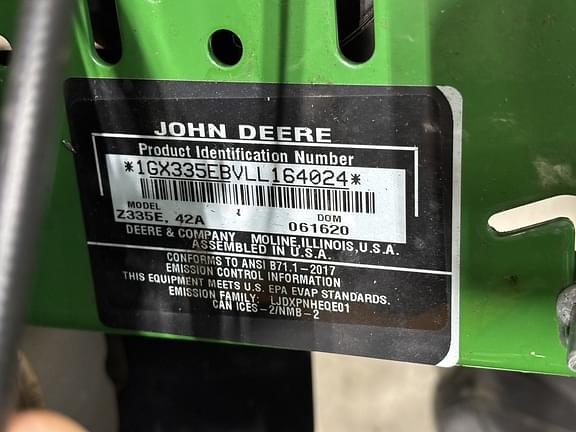 JOHN DEERE
Product Identification Number
*1GX335EBVLL164024*
MODEL DOM
Z335E, 42A 061620
DEERE & COMPANY MOLINE,ILLINOIS,U.S.A.
ASSEMBLED IN U.S.A.
CONFORMS TO ANSI B71.1-2017
EMISSION CONTROL INFORMATION
THIS EQUIPMENT MEETS U.S. EPA EVAP STANDARDS.
EMISSION FAMILY: LJDXPNHEQE01
CAN ICES-2/NMB-2